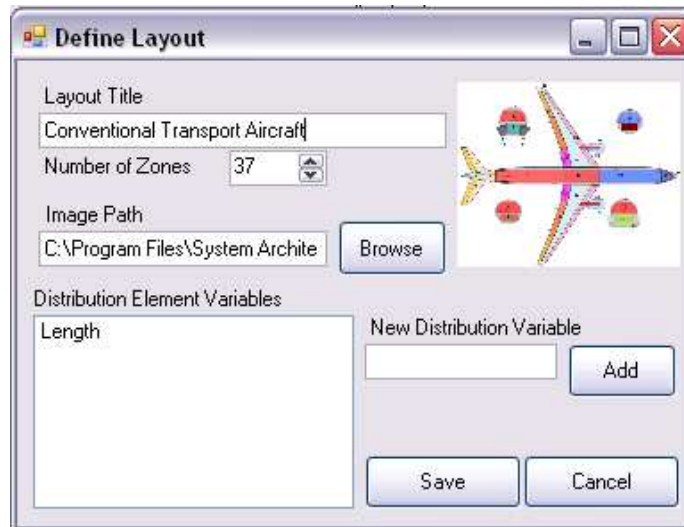 Define Layout
Layout Title
Conventional Transport Aircraft
Number of Zones 37
Image Path
C:\Program Files\System Archite Browse
Distribution Element Variables
Length
New Distribution Variable
Add
Save Cancel